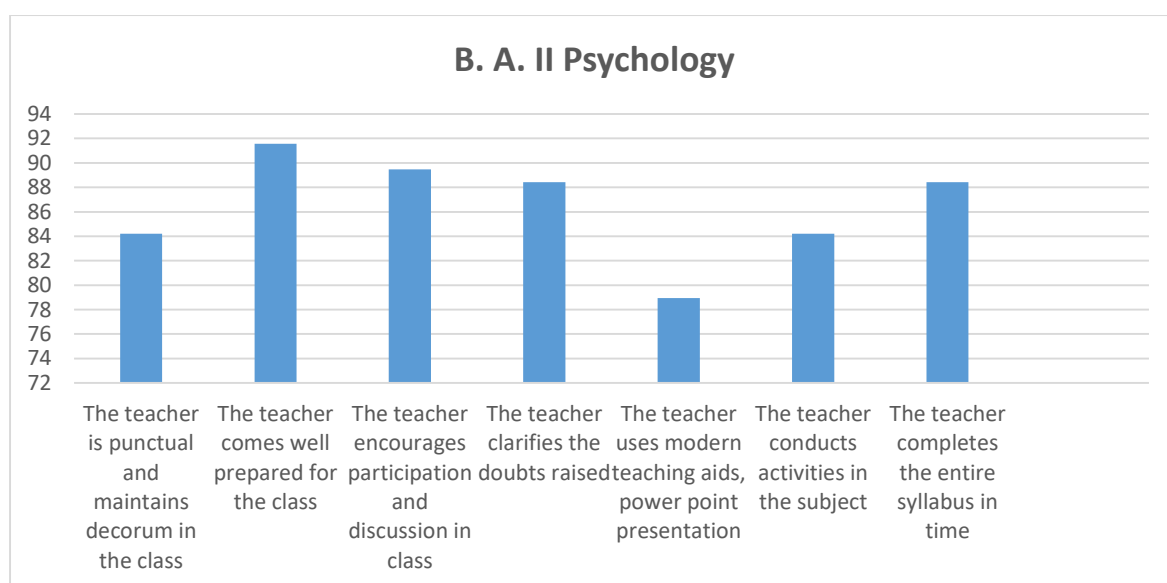 B. A. II Psychology
94
92
90
88
86
84
82
80
78
76
74
72
The teacher
is punctual
and
maintains
decorum in
the class
The teacher
comes well
prepared for
the class
The teacher
encourages
participation
and
discussion in
class
The teacher
clarifies the
doubts raised
The teacher
uses modern
teaching aids,
power point
presentation
The teacher
conducts
activities in
the subject
The teacher
completes
the entire
syllabus in
time